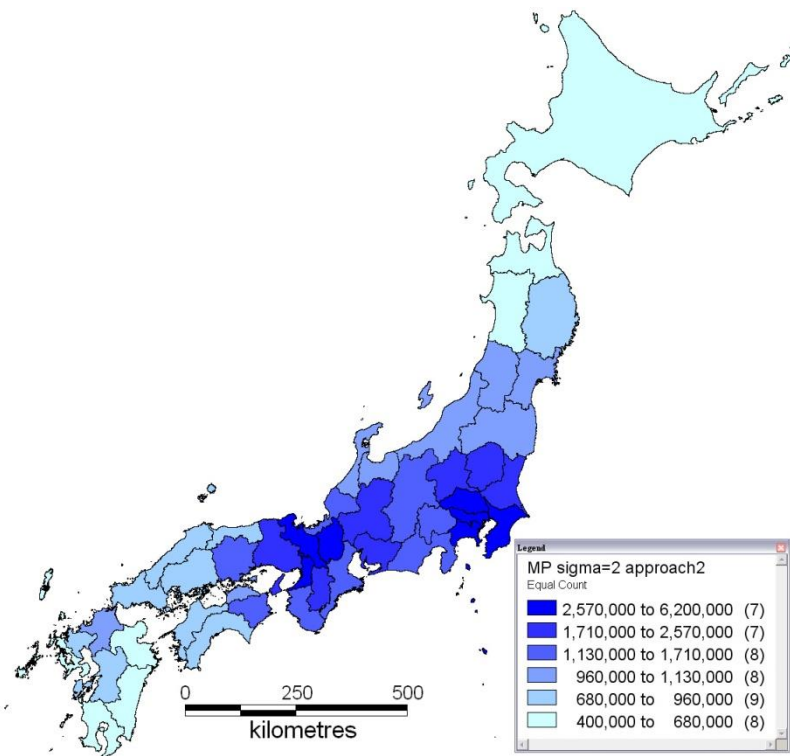 Legend
MP sigma=2 approach2
Equal Count
2,570,000 to 6,200,000 (7)
1,710,000 to 2,570,000 (7)
1,130,000 to 1,710,000 (8)
960,000 to 1,130,000 (8)
680,000 to 960,000 (9)
400,000 to 680,000 (8)
0 250 500
kilometres